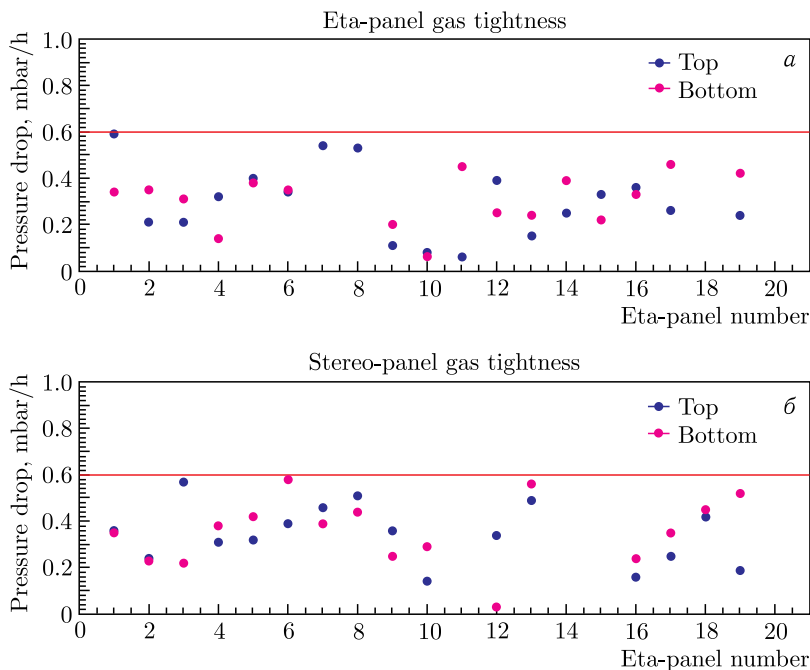 Eta-panel gas tightness
Pressure drop, mbar/h
1.0
0.8
0.6
0.4
0.2
0
Top
Bottom
а
0 2 4 6 8 10 12 14 16 18 20
Eta-panel number
Stereo-panel gas tightness
Pressure drop, mbar/h
1.0
0.8
0.6
0.4
0.2
0
Top
Bottom
б
0 2 4 6 8 10 12 14 16 18 20
Eta-panel number